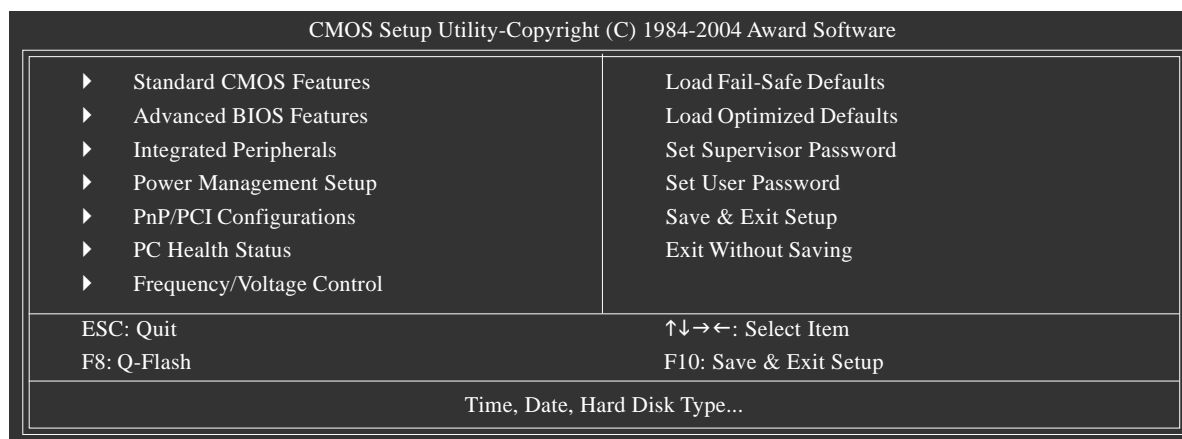 CMOS Setup Utility-Copyright (C) 1984-2004 Award Software
Standard CMOS Features
Advanced BIOS Features
Integrated Peripherals
Power Management Setup
PnP/PCI Configurations
PC Health Status
Frequency/Voltage Control
Load Fail-Safe Defaults
Load Optimized Defaults
Set Supervisor Password
Set User Password
Save & Exit Setup
Exit Without Saving
ESC: Quit
↑↓→←: Select Item
F8: Q-Flash
F10: Save & Exit Setup
Time, Date, Hard Disk Type...